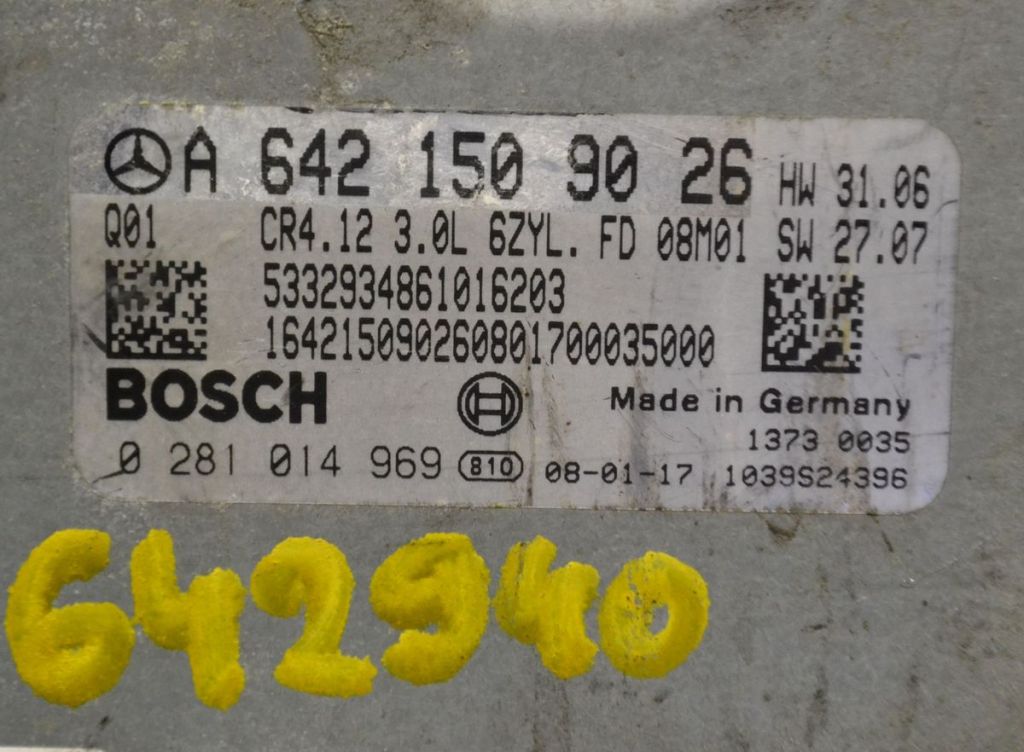 A 642 150 90 26 HW 31.06
Q01 CR4.12 3.0L 6ZYL. FD 08M01 SW 27.07
5332934861016203
164215090260801700035000
BOSCH
Made in Germany
1373 0035
0 281 014 969 810 08-01-17 1039S24396
642940